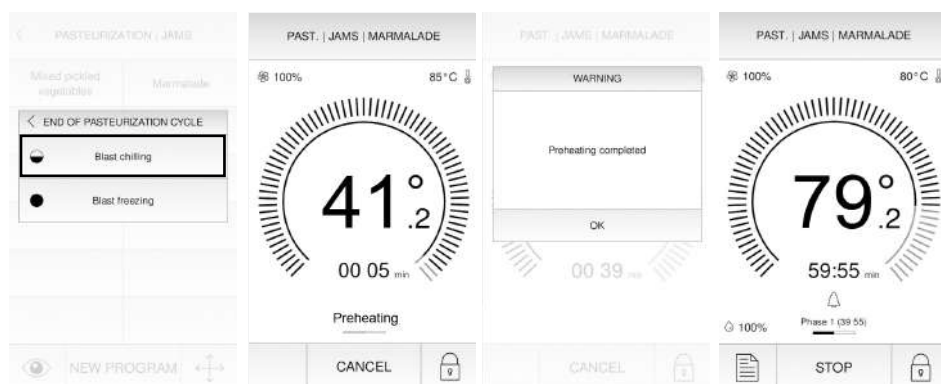 PASTEURIZATION | JAMS
Mixed pickled
vegetables
Marmalade
END OF PASTEURIZATION CYCLE
Blast chilling
Blast freezing
NEW PROGRAM
PAST. | JAMS | MARMALADE
100%
85°C
41°.2
00 05 min
Preheating
CANCEL
PAST. | JAMS | MARMALADE
WARNING
Preheating completed
OK
00 39 min
CANCEL
PAST. | JAMS | MARMALADE
100%
80°C
79°.2
59:55 min
100%
Phase 1 (39 55)
STOP